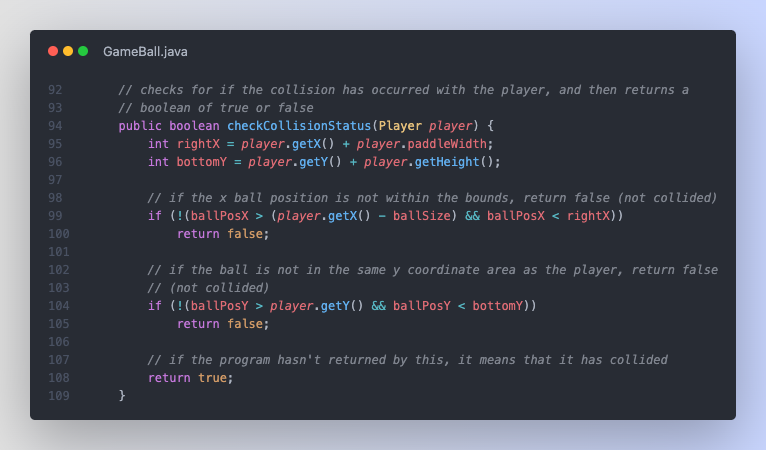 GameBall.java
92 // checks for if the collision has occurred with the player, and then returns a
93 // boolean of true or false
94 public boolean checkCollisionStatus(Player player) {
95 int rightX = player.getX() + player.paddleWidth;
96 int bottomY = player.getY() + player.getHeight();
97
98 // if the x ball position is not within the bounds, return false (not collided)
99 if (!(ballPosX > (player.getX() - ballSize) && ballPosX < rightX))
100 return false;
101
102 // if the ball is not in the same y coordinate area as the player, return false
103 // (not collided)
104 if (!(ballPosY > player.getY() && ballPosY < bottomY))
105 return false;
106
107 // if the program hasn't returned by this, it means that it has collided
108 return true;
109 }